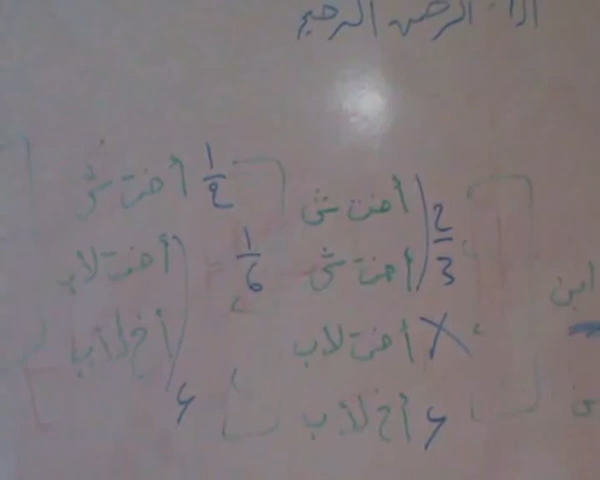 الرحمن الرحيم
ابن
2/3
أخت ش
أخت ش
X أخت لأب
ع أخ لأب
1/2 أخت ش
1/6
أخت لأب
أخ لأب
ع